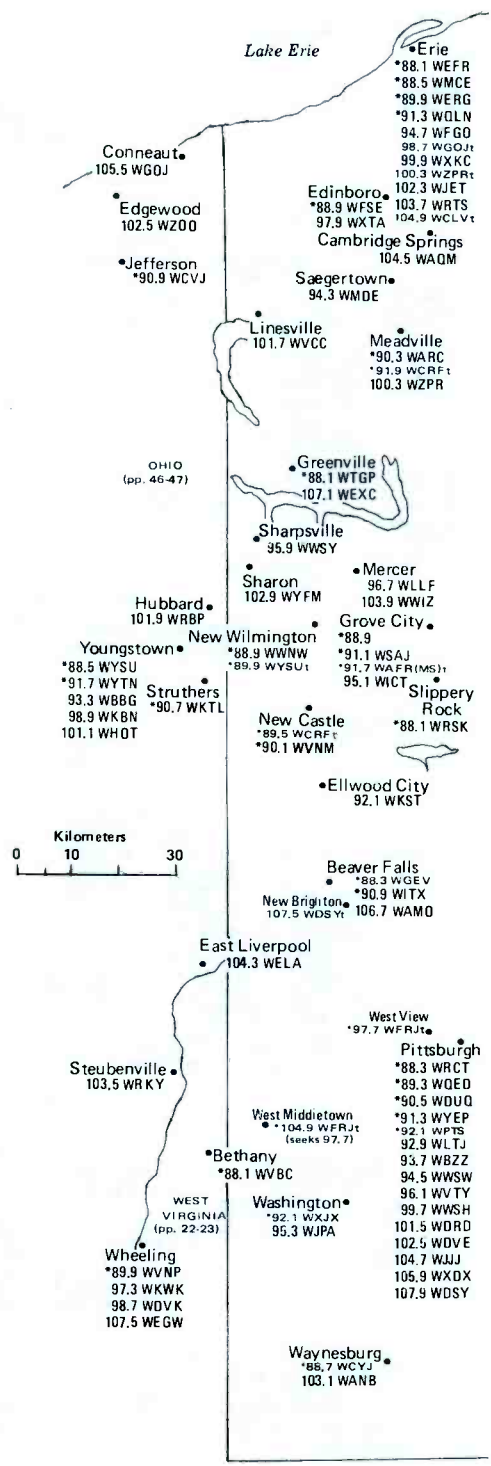 Lake Erie
Erie
*88.1 WEFR
*88.5 WMCE
*89.9 WERG
*91.3 WQLN
94.7 WFGO
98.7 WGOJt
99.9 WXKC
100.3 WZPRt
102.3 WJET
103.7 WRTS
104.9 WCLVt
Conneaut
105.5 WGOJ
Edgewood
102.5 WZOO
Edinboro
*88.9 WFSE
97.9 WXTA
Cambridge Springs
104.5 WAQM
Jefferson
*90.9 WCVJ
Saegertown
94.3 WMDE
Linesville
101.7 WVCC
Meadville
*90.3 WARC
*91.9 WCRFt
100.3 WZPR
OHIO
(pp. 46-47)
Greenville
*88.1 WTGP
107.1 WEXC
Sharpsville
95.9 WWSY
Sharon
102.9 WYFM
Mercer
96.7 WLLF
103.9 WWIZ
Hubbard
101.9 WRBP
New Wilmington
*88.9 WWNW
*89.9 WYSUt
Grove City
*88.9
*91.1 WSAJ
*91.7 WAFR(MS)t
95.1 WICT
Youngstown
*88.5 WYSU
*91.7 WYTN
93.3 WBBG
98.9 WKBN
101.1 WHOT
Struthers
*90.7 WKTL
Slippery
Rock
*88.1 WRSK
New Castle
*89.5 WCRFt
*90.1 WVNM
Ellwood City
92.1 WKST
Kilometers
0 10 30
Beaver Falls
*88.3 WGEV
*90.9 WITX
106.7 WAMO
New Brighton
107.5 WDSYt
East Liverpool
104.3 WELA
West View
*97.7 WFRJt
Pittsburgh
*88.3 WRCT
*89.3 WQED
*90.5 WDUQ
*91.3 WYEP
*92.1 WPTS
92.9 WLTJ
93.7 WBZZ
94.5 WWSW
96.1 WVTY
99.7 WWSH
101.5 WDRD
102.5 WDVE
104.7 WJJJ
105.9 WXDX
107.9 WDSY
Steubenville
103.5 WRKY
West Middletown
*104.9 WFRJt
(seeks 97.7)
Bethany
*88.1 WVBC
WEST
VIRGINIA
(pp. 22-23)
Washington
*92.1 WXJX
95.3 WJPA
Wheeling
*89.9 WVNP
97.3 WKWK
98.7 WDVK
107.5 WEGW
Waynesburg
*88.7 WCYJ
103.1 WANB